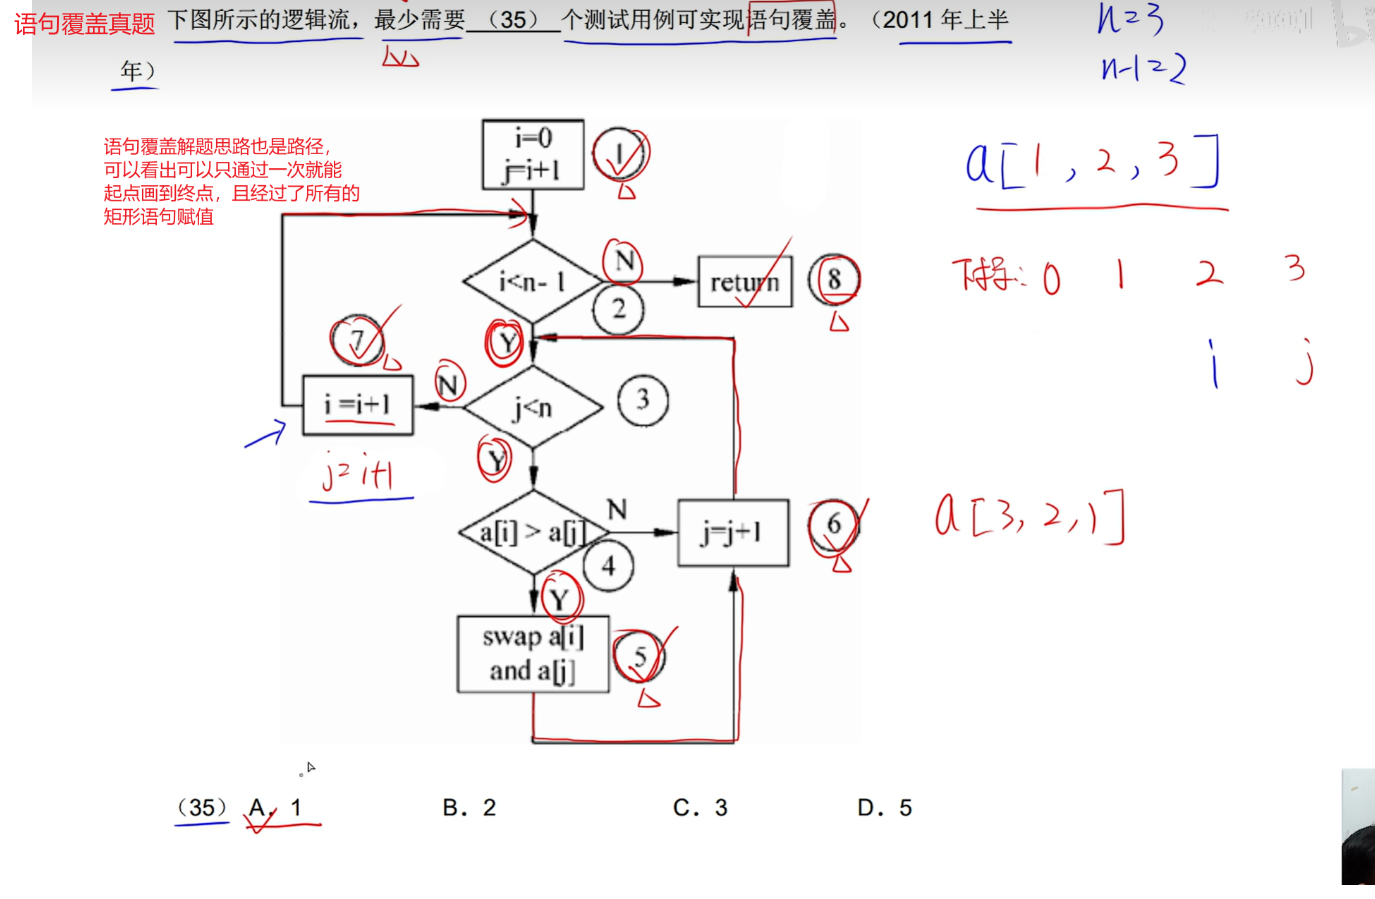 语句覆盖真题 下图所示的逻辑流，最少需要 （35） 个测试用例可实现语句覆盖。（2011 年上半
年）
n=3
n-1=2
语句覆盖解题思路也是路径，
可以看出可以只通过一次就能
起点画到终点，且经过了所有的
矩形语句赋值
i=0
j=i+1
1
a[1,2,3]
i<n- 1
N
return
8
2
下标: 0 1 2 3
Y
7
i j
i =i+1
N
j<n
3
j=i+1
Y
a[i] > a[j]
N
j=j+1
6
a[3,2,1]
4
Y
swap a[i]
and a[j]
5
（35） A. 1 B. 2 C. 3 D. 5